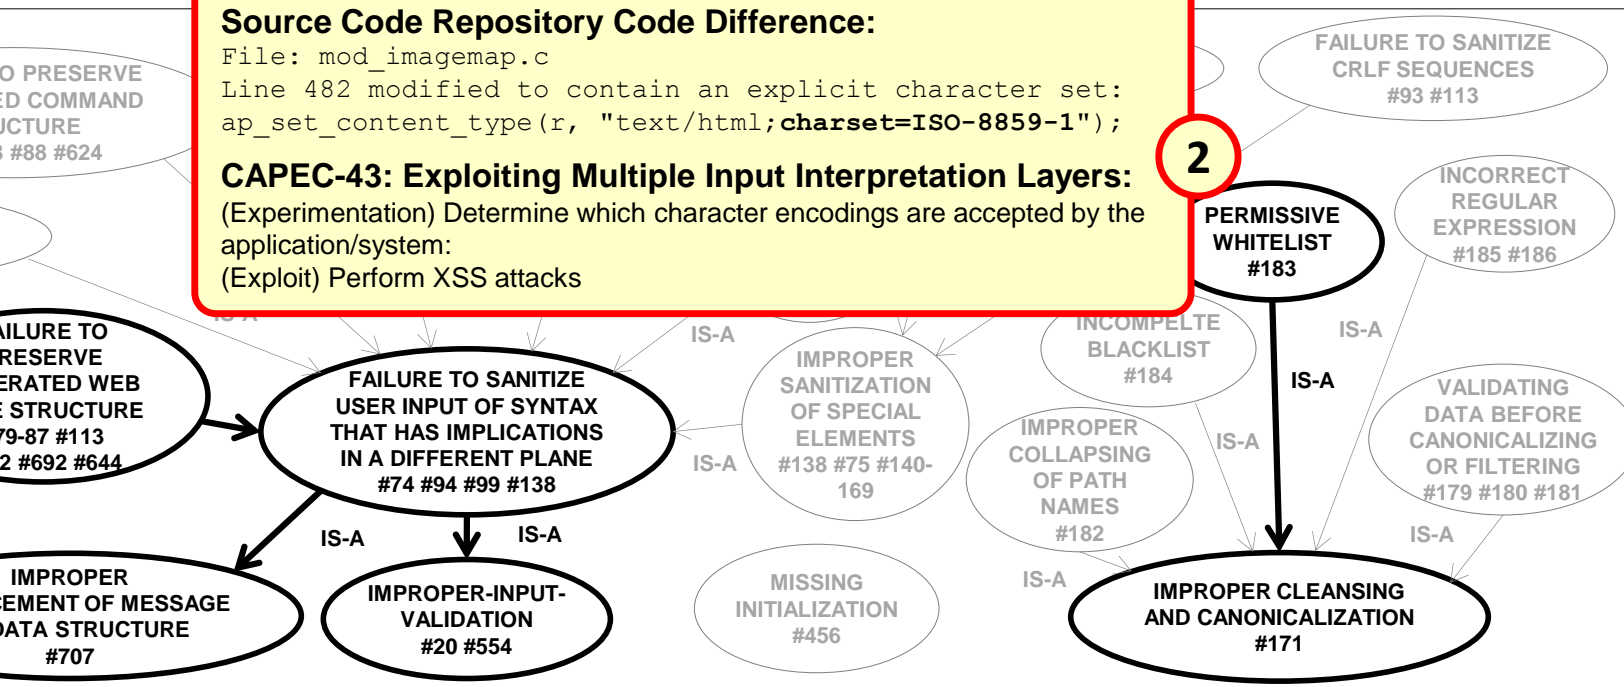 Source Code Repository Code Difference:
File: mod_imagemap.c
Line 482 modified to contain an explicit character set:
ap_set_content_type(r, "text/html;charset=ISO-8859-1");
CAPEC-43: Exploiting Multiple Input Interpretation Layers:
(Experimentation) Determine which character encodings are accepted by the
application/system:
(Exploit) Perform XSS attacks
2
O PRESERVE
ED COMMAND
UCTURE
#88 #624
FAILURE TO SANITIZE
CRLF SEQUENCES
#93 #113
PERMISSIVE
WHITELIST
#183
INCORRECT
REGULAR
EXPRESSION
#185 #186
IS-A
AILURE TO
RESERVE
ERATED WEB
E STRUCTURE
79-87 #113
2 #692 #644
FAILURE TO SANITIZE
USER INPUT OF SYNTAX
THAT HAS IMPLICATIONS
IN A DIFFERENT PLANE
#74 #94 #99 #138
IS-A
IS-A
IMPROPER
SANITIZATION
OF SPECIAL
ELEMENTS
#138 #75 #140-
169
INCOMPELTE
BLACKLIST
#184
IS-A
IS-A
IS-A
IMPROPER
COLLAPSING
OF PATH
NAMES
#182
VALIDATING
DATA BEFORE
CANONICALIZING
OR FILTERING
#179 #180 #181
IS-A
IS-A
IS-A
IS-A
IMPROPER
CEMENT OF MESSAGE
DATA STRUCTURE
#707
IMPROPER-INPUT-
VALIDATION
#20 #554
MISSING
INITIALIZATION
#456
IMPROPER CLEANSING
AND CANONICALIZATION
#171